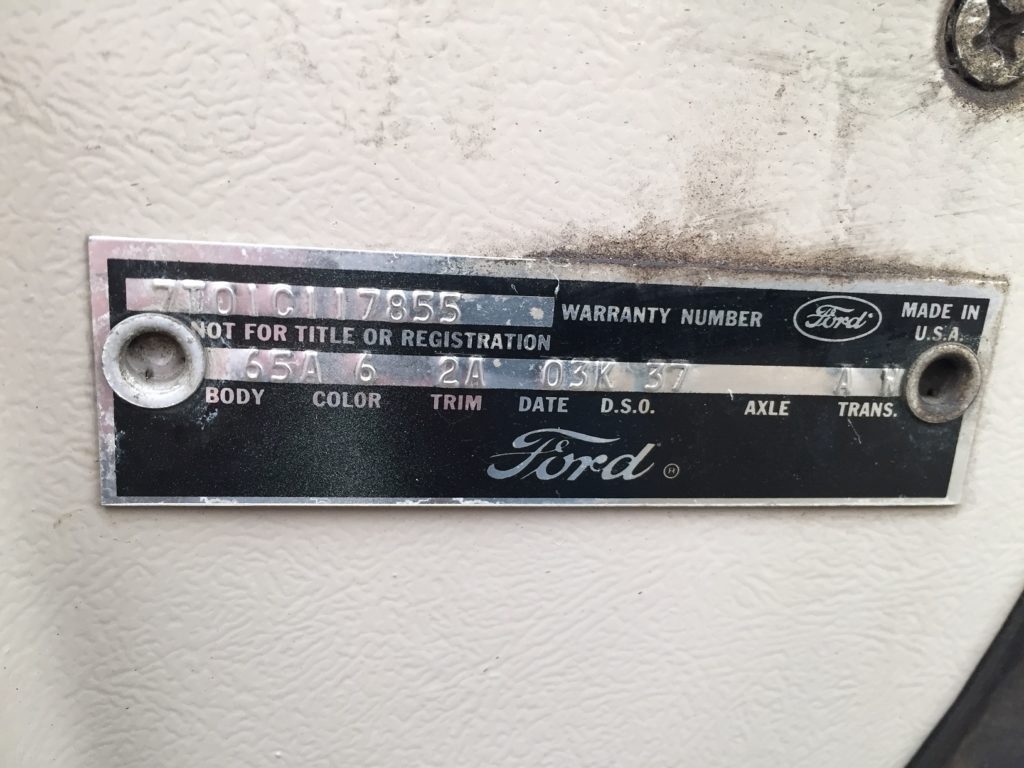 7T01C117855 WARRANTY NUMBER Ford MADE IN U.S.A.
NOT FOR TITLE OR REGISTRATION
65A 6 2A 03K 37 A
BODY COLOR TRIM DATE D.S.O. AXLE TRANS.
Ford ®